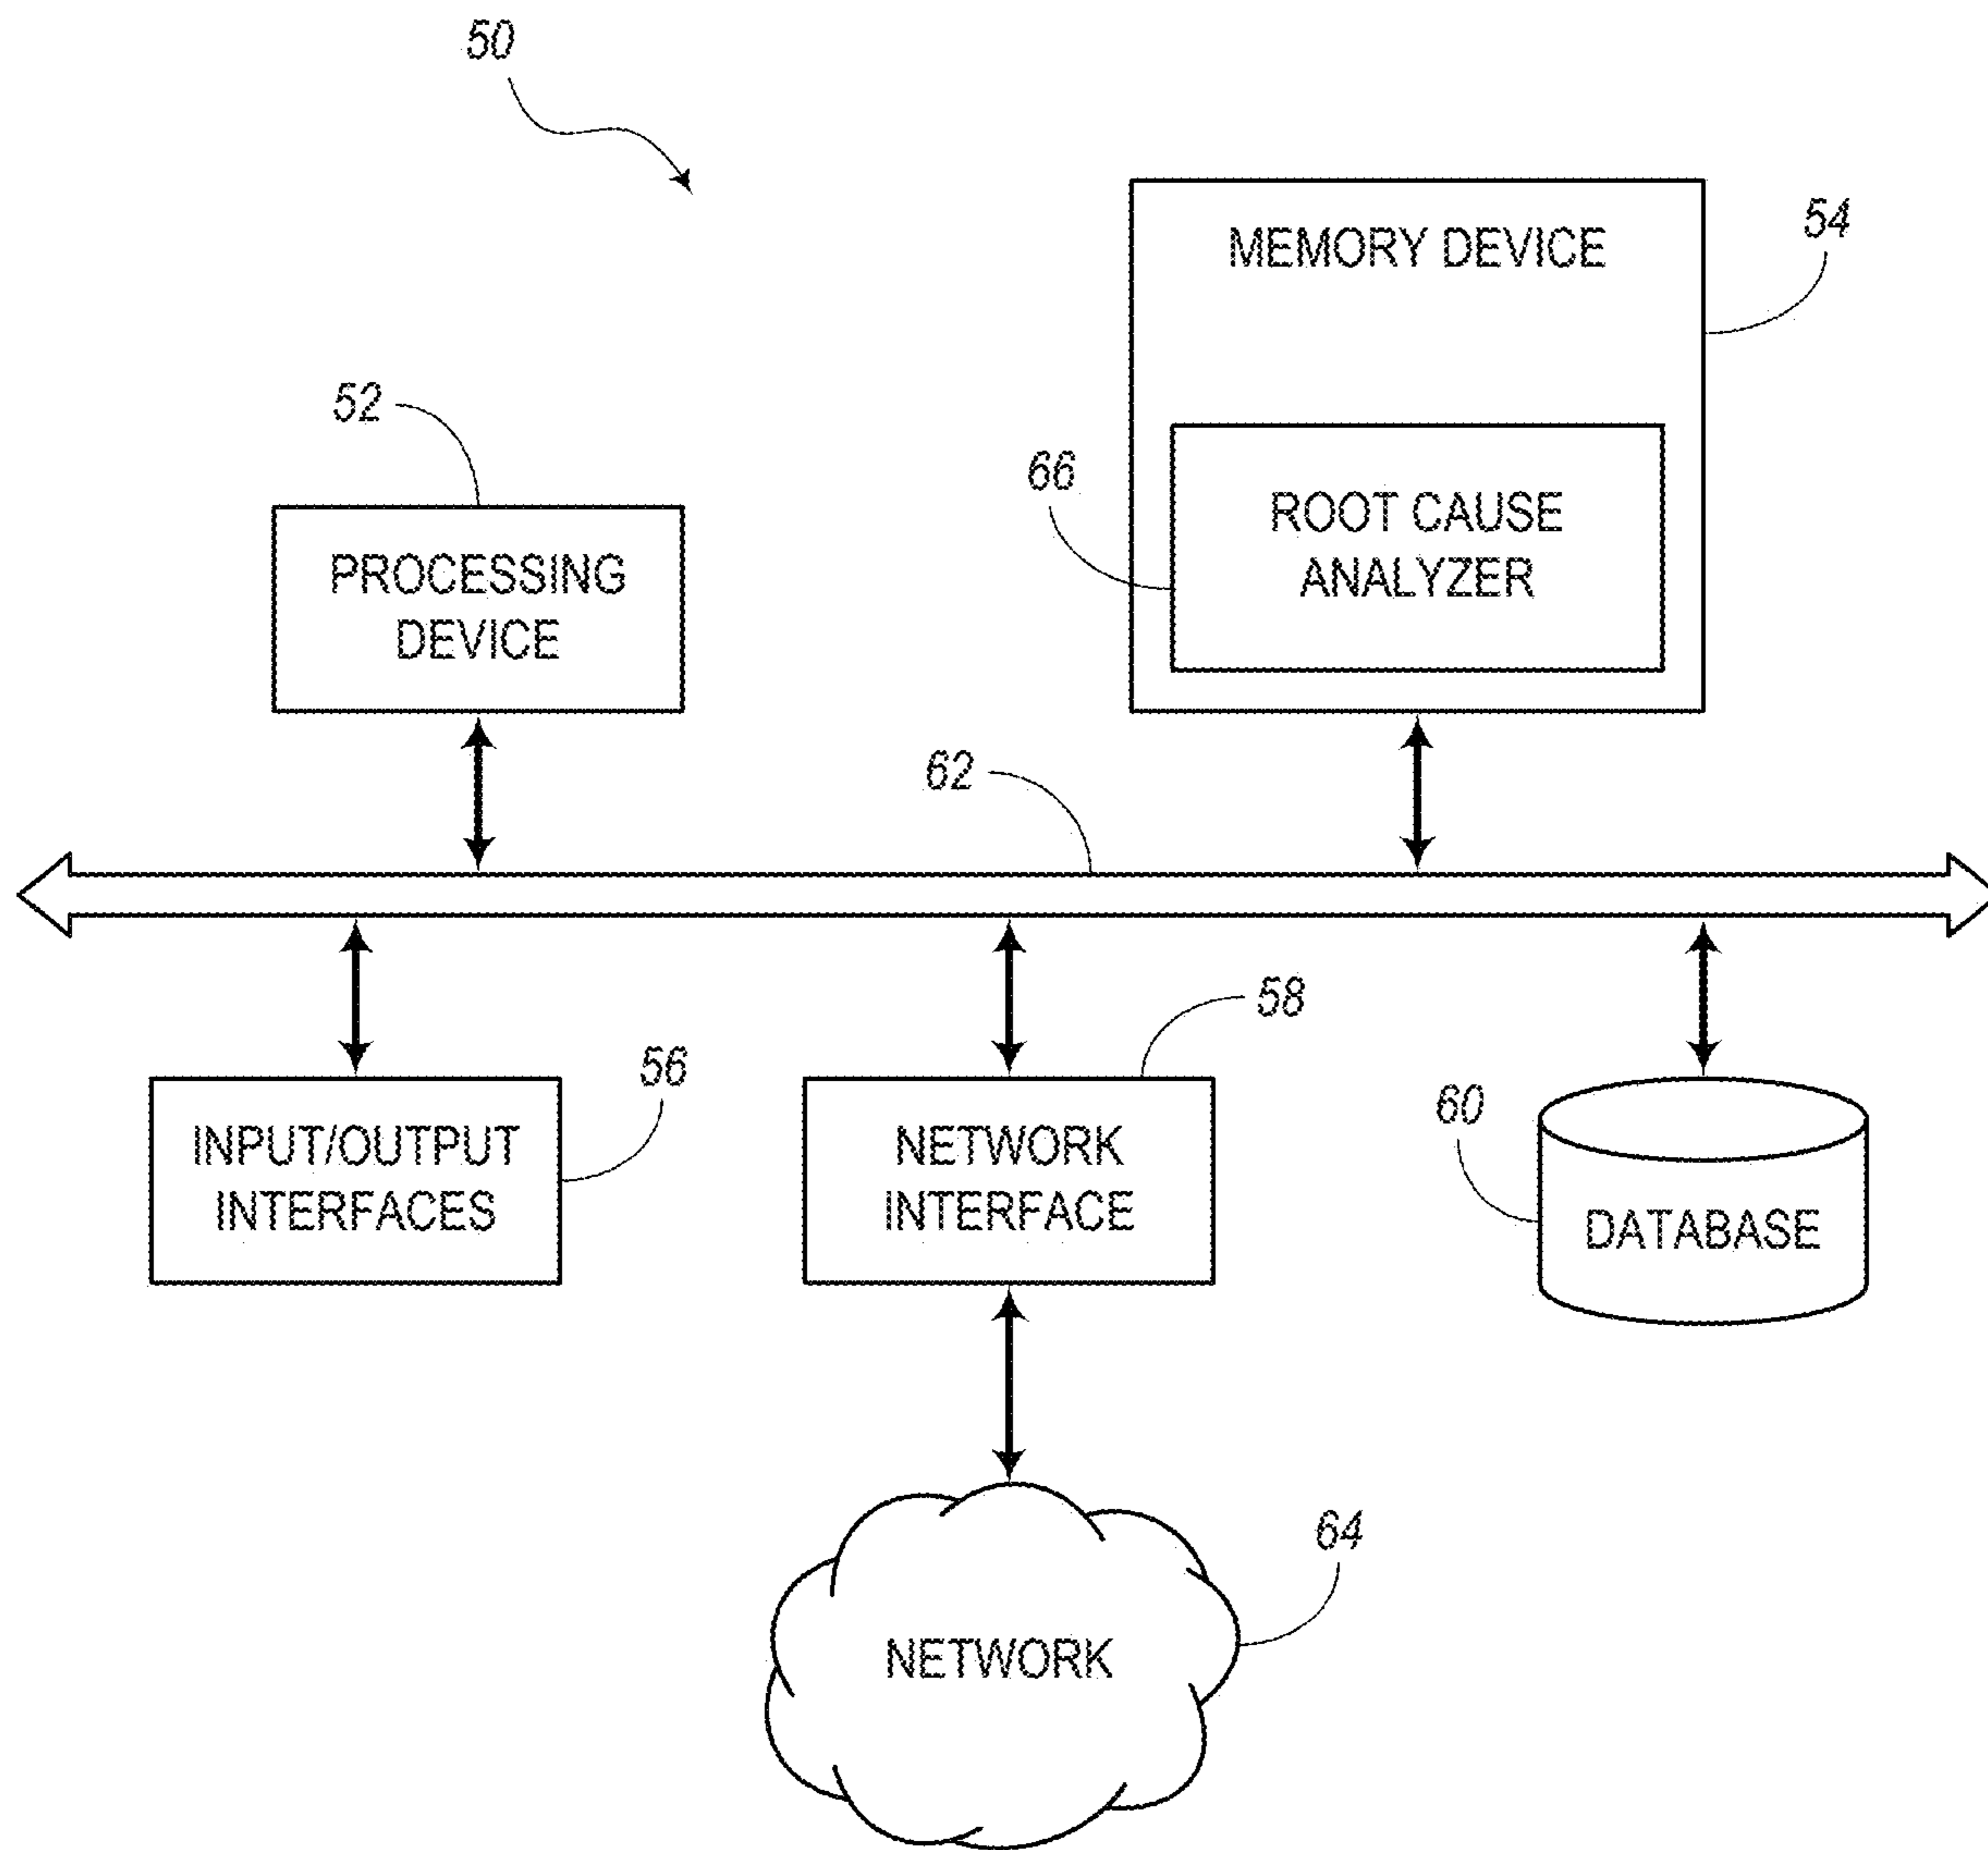 50
MEMORY DEVICE
54
52
66
ROOT CAUSE
ANALYZER
PROCESSING
DEVICE
62
58
56
INPUT/OUTPUT
INTERFACES
NETWORK
INTERFACE
60
DATABASE
64
NETWORK